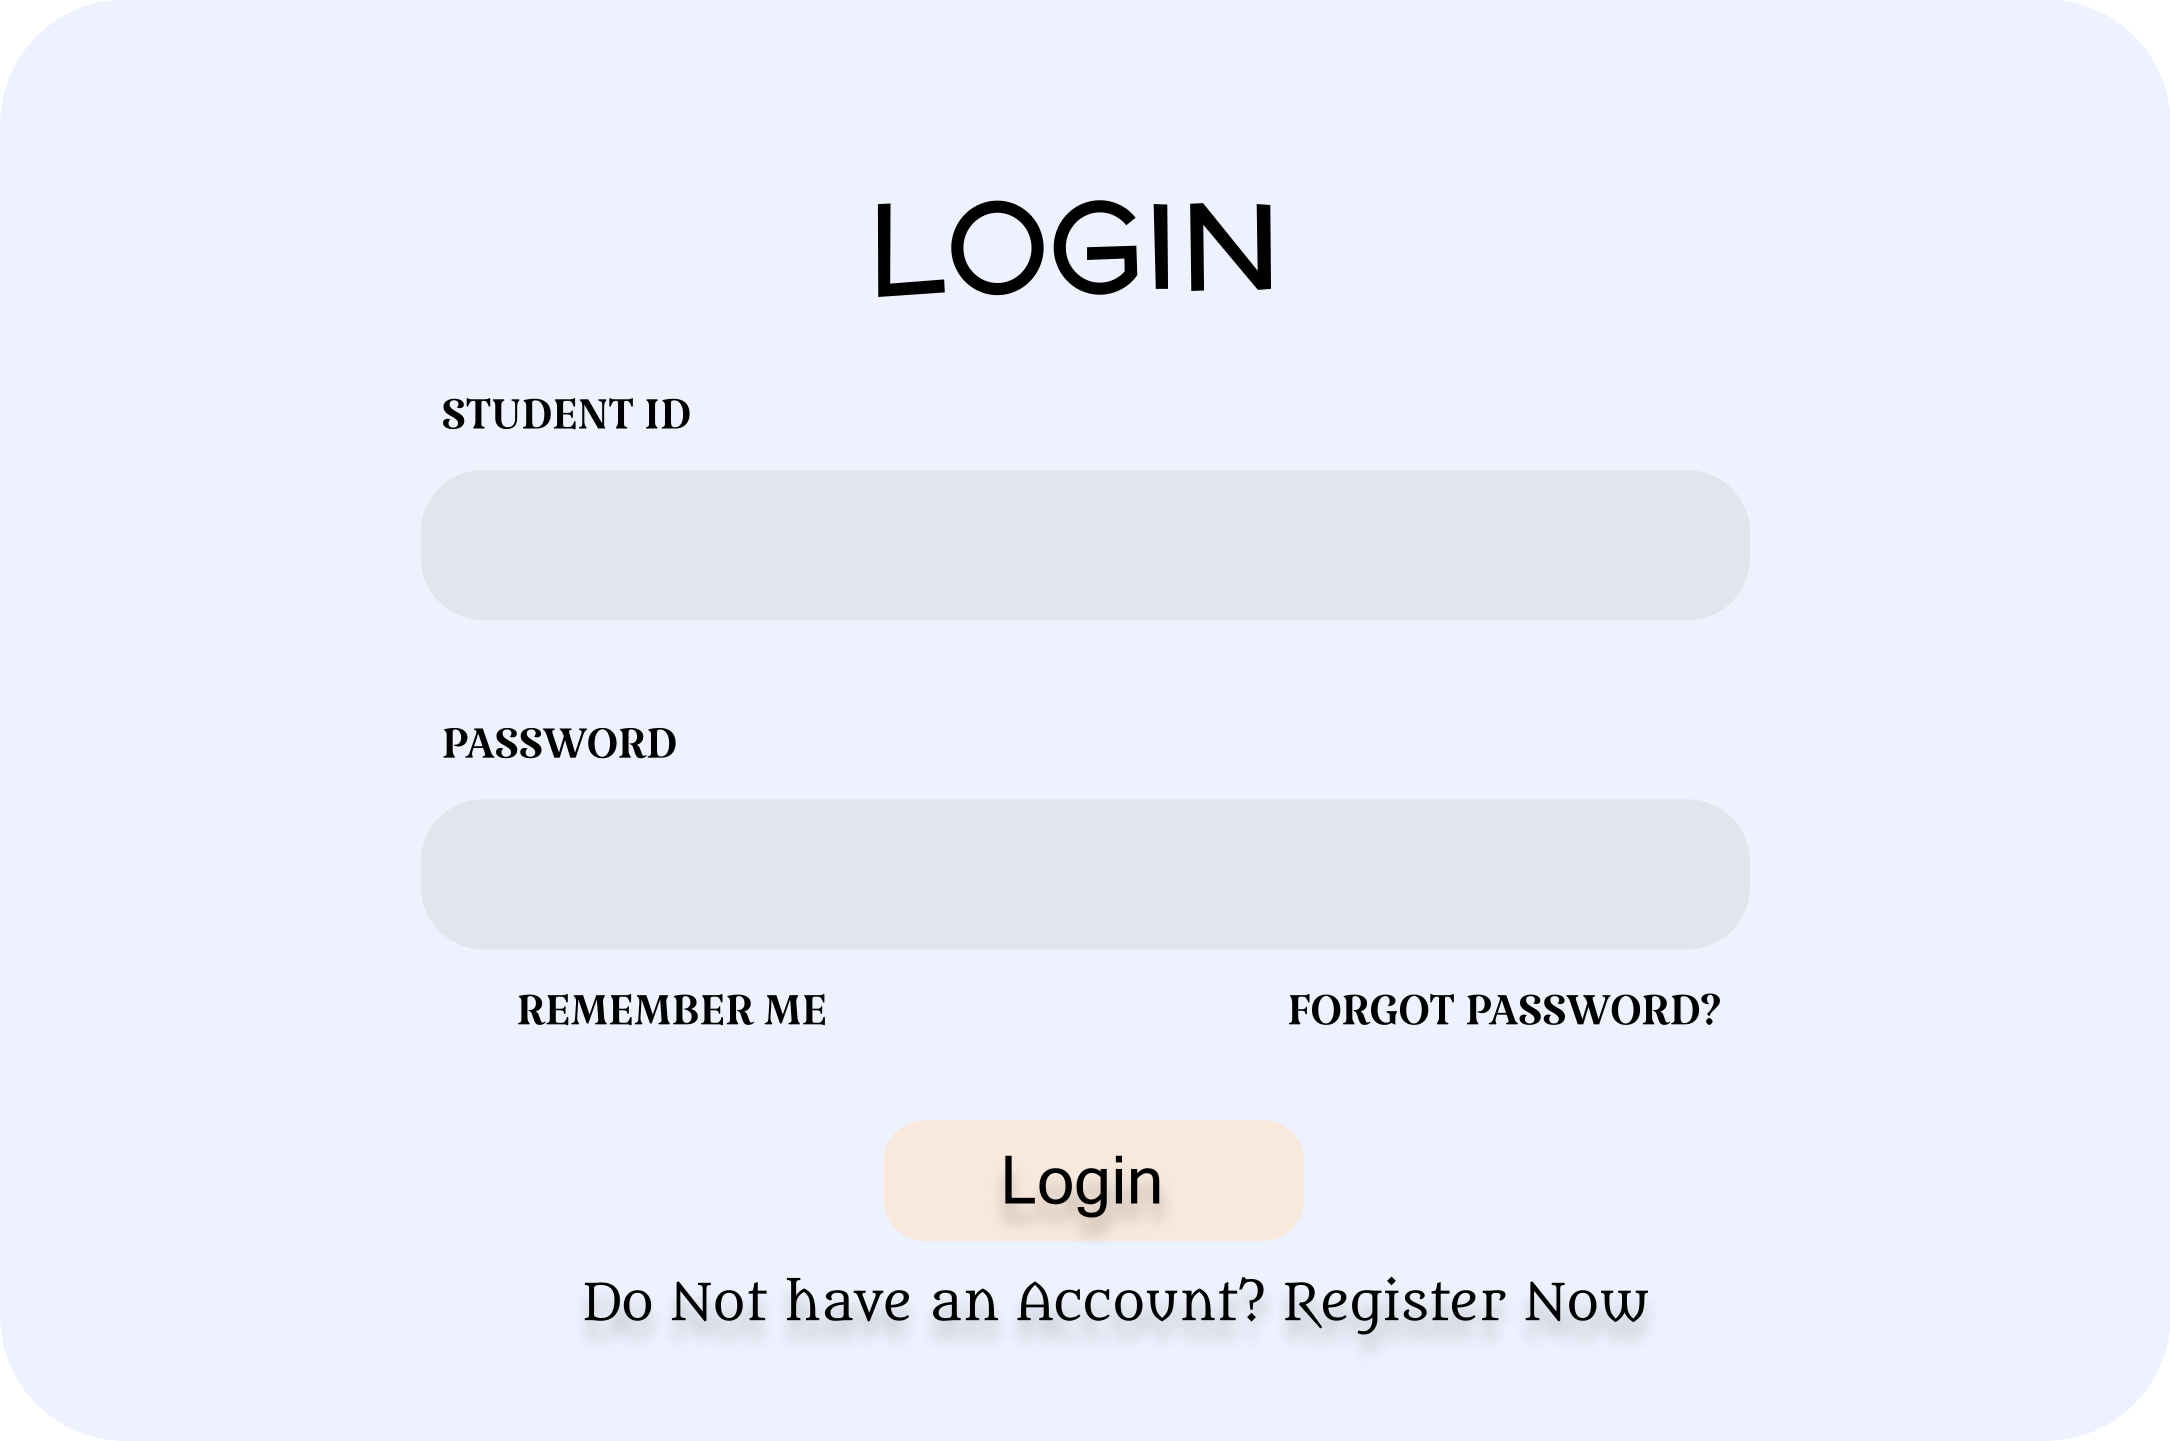 LOGIN
STUDENT ID
PASSWORD
REMEMBER ME
FORGOT PASSWORD?
Login
Do Not have an Account? Register Now